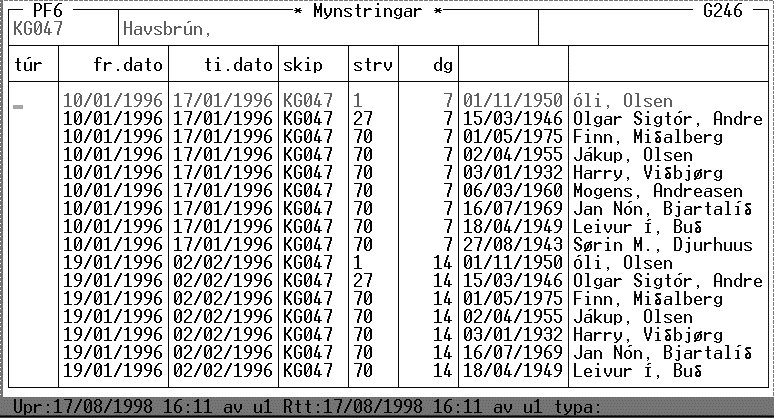 PF6 * Mynstringar * G246
KG047 Havsbrún,
túr fr.dato ti.dato skip strv dg
10/01/1996 17/01/1996 KG047 1 7 01/11/1950 óli, Olsen
10/01/1996 17/01/1996 KG047 27 7 15/03/1946 Olgar Sigtór, Andre
10/01/1996 17/01/1996 KG047 70 7 01/05/1975 Finn, Miðalberg
10/01/1996 17/01/1996 KG047 70 7 02/04/1955 Jákup, Olsen
10/01/1996 17/01/1996 KG047 70 7 03/01/1932 Harry, Viðbjørg
10/01/1996 17/01/1996 KG047 70 7 06/03/1960 Mogens, Andreasen
10/01/1996 17/01/1996 KG047 70 7 16/07/1969 Jan Nón, Bjartalíð
10/01/1996 17/01/1996 KG047 70 7 18/04/1949 Leivur Í, Buð
10/01/1996 17/01/1996 KG047 70 7 27/08/1943 Sørin M., Djurhuus
19/01/1996 02/02/1996 KG047 1 14 01/11/1950 óli, Olsen
19/01/1996 02/02/1996 KG047 27 14 15/03/1946 Olgar Sigtór, Andre
19/01/1996 02/02/1996 KG047 70 14 01/05/1975 Finn, Miðalberg
19/01/1996 02/02/1996 KG047 70 14 02/04/1955 Jákup, Olsen
19/01/1996 02/02/1996 KG047 70 14 03/01/1932 Harry, Viðbjørg
19/01/1996 02/02/1996 KG047 70 14 16/07/1969 Jan Nón, Bjartalíð
19/01/1996 02/02/1996 KG047 70 14 18/04/1949 Leivur Í, Buð
Upr:17/08/1998 16:11 av u1 Rtt:17/08/1998 16:11 av u1 typa: